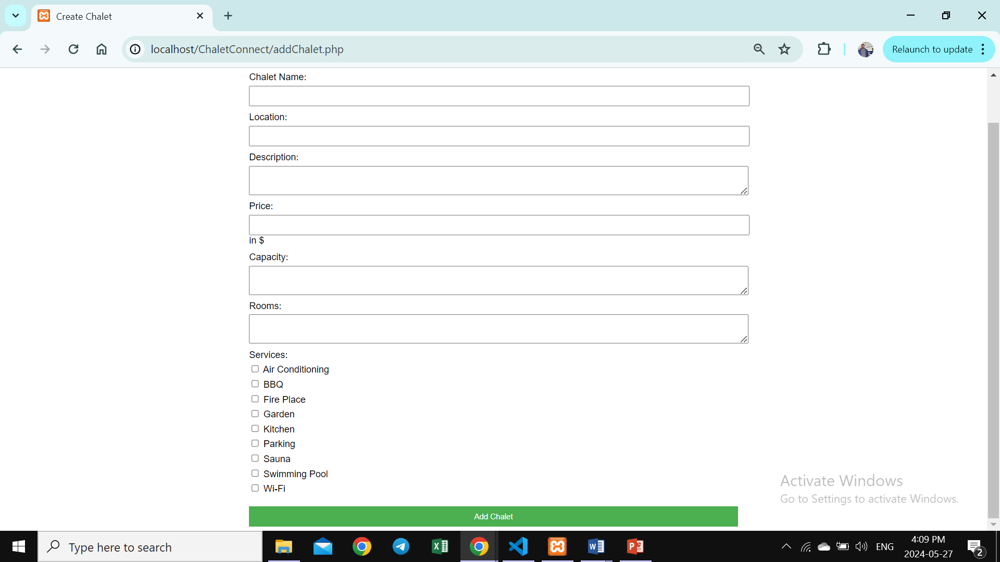 Create Chalet
localhost/ChaletConnect/addChalet.php
Relaunch to update
Chalet Name:
Location:
Description:
Price:
in $
Capacity:
Rooms:
Services:
Air Conditioning
BBQ
Fire Place
Garden
Kitchen
Parking
Sauna
Swimming Pool
Wi-Fi
Add Chalet
Activate Windows
Go to Settings to activate Windows.
Type here to search
ENG
4:09 PM
2024-05-27
2